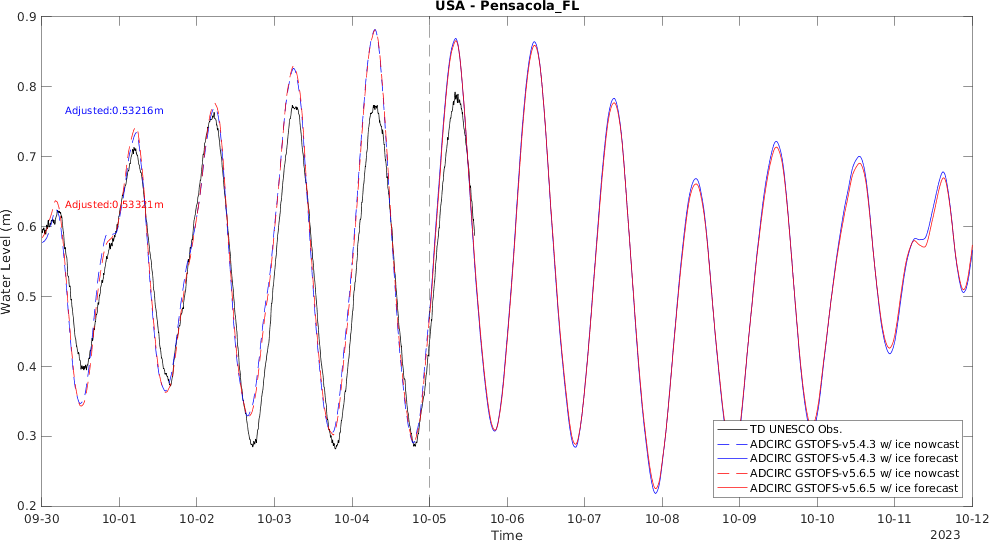 USA - Pensacola_FL
0.9
0.8
0.7
0.6
0.5
0.4
0.3
0.2
Water Level (m)
Adjusted:0.53216m
Adjusted:0.53321m
TD UNESCO Obs.
ADCIRC GSTOFS-v5.4.3 w/ ice nowcast
ADCIRC GSTOFS-v5.4.3 w/ ice forecast
ADCIRC GSTOFS-v5.6.5 w/ ice nowcast
ADCIRC GSTOFS-v5.6.5 w/ ice forecast
09-30 10-01 10-02 10-03 10-04 10-05 10-06 10-07 10-08 10-09 10-10 10-11 10-12
Time
2023